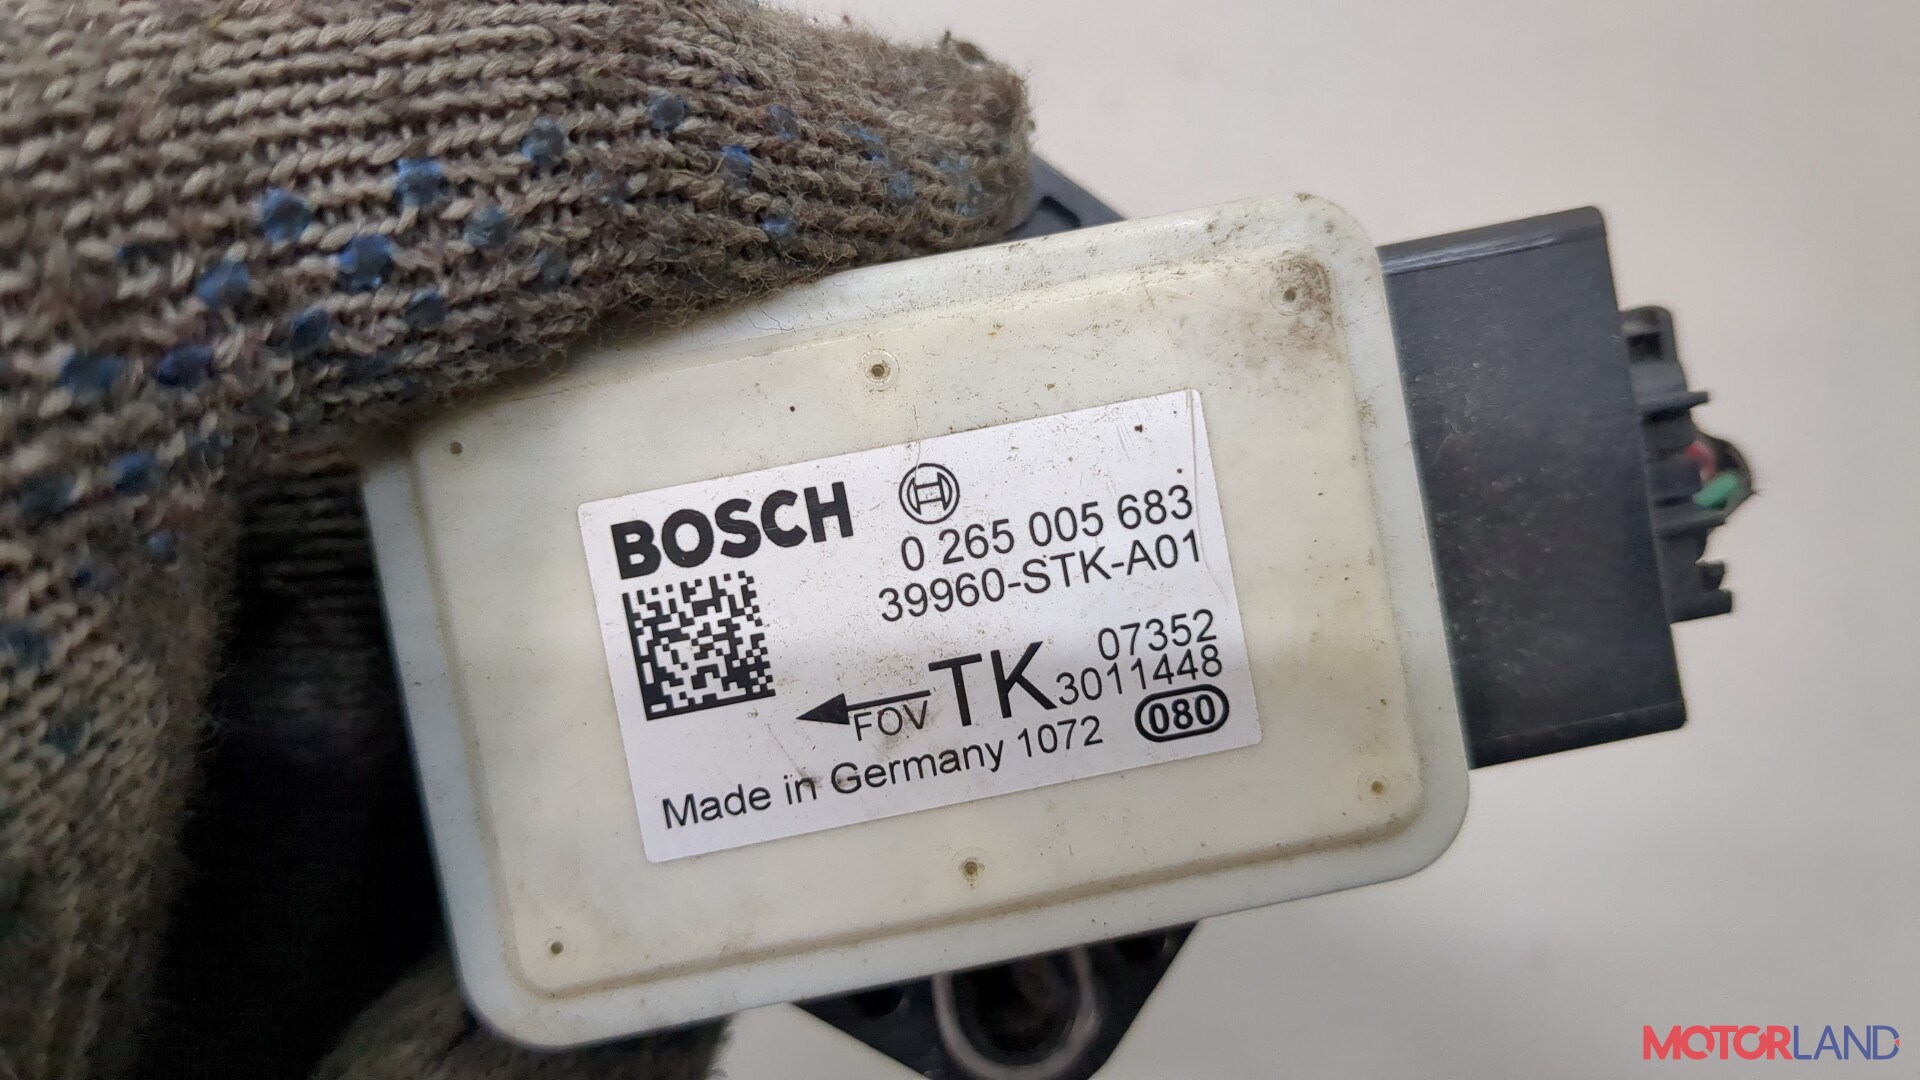 BOSCH
0 265 005 683
39960-STK-A01
07352
FOV TK 3011448
Made in Germany 1072 080
MOTORLAND